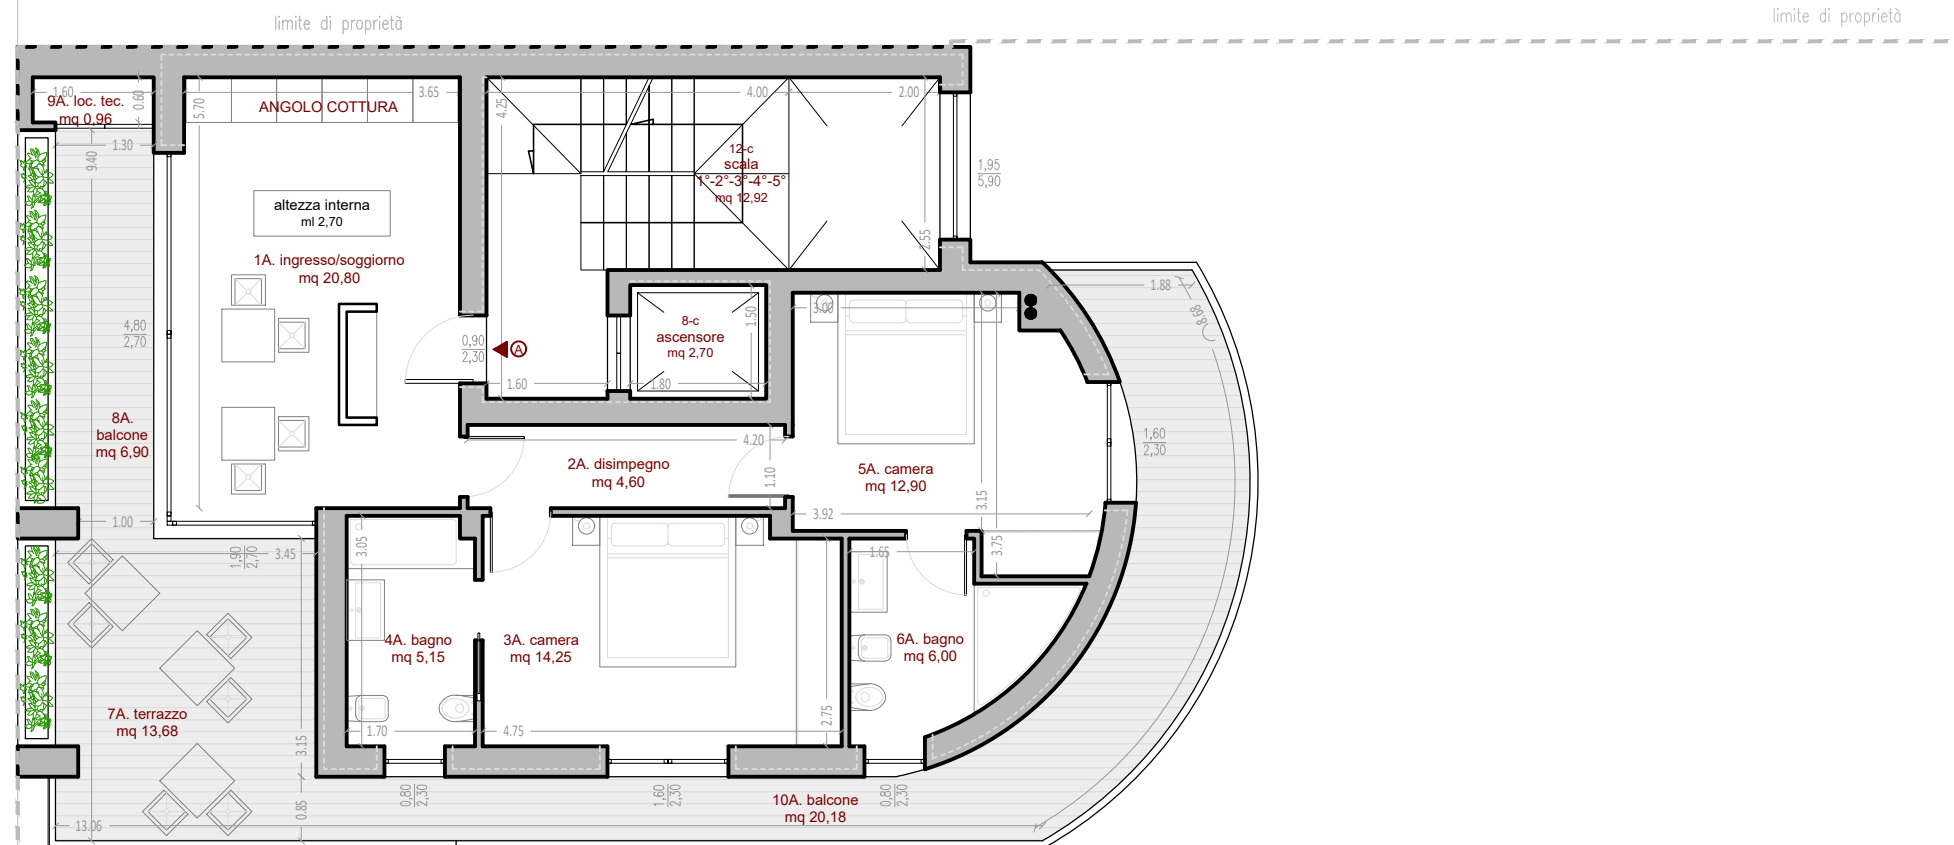 limite di proprietà
limite di proprietà
1.60
9A. loc. tec.
mq 0,96
0.60
5.70
ANGOLO COTTURA
3.65
4.25
4.00
2.00
1.30
9.40
12-c
scala
1°-2°-3°-4°-5°
mq 12,92
1,95
5,90
altezza interna
ml 2,70
2.55
1A. ingresso/soggiorno
mq 20,80
1.88
8.68
3.00
1.50
8-c
ascensore
mq 2,70
4,80
2,70
0,90
2,30
A
1.60
1.80
8A.
balcone
mq 6,90
4.20
1,60
2,30
2A. disimpegno
mq 4,60
1.10
5A. camera
mq 12,90
3.15
3.92
1.00
3.45
1,90
2,70
3.05
1.65
3.75
4A. bagno
mq 5,15
3A. camera
mq 14,25
6A. bagno
mq 6,00
7A. terrazzo
mq 13,68
1.70
4.75
2.75
3.15
0,80
2,30
1,60
2,30
0,80
2,30
0.85
10A. balcone
mq 20,18
13.06